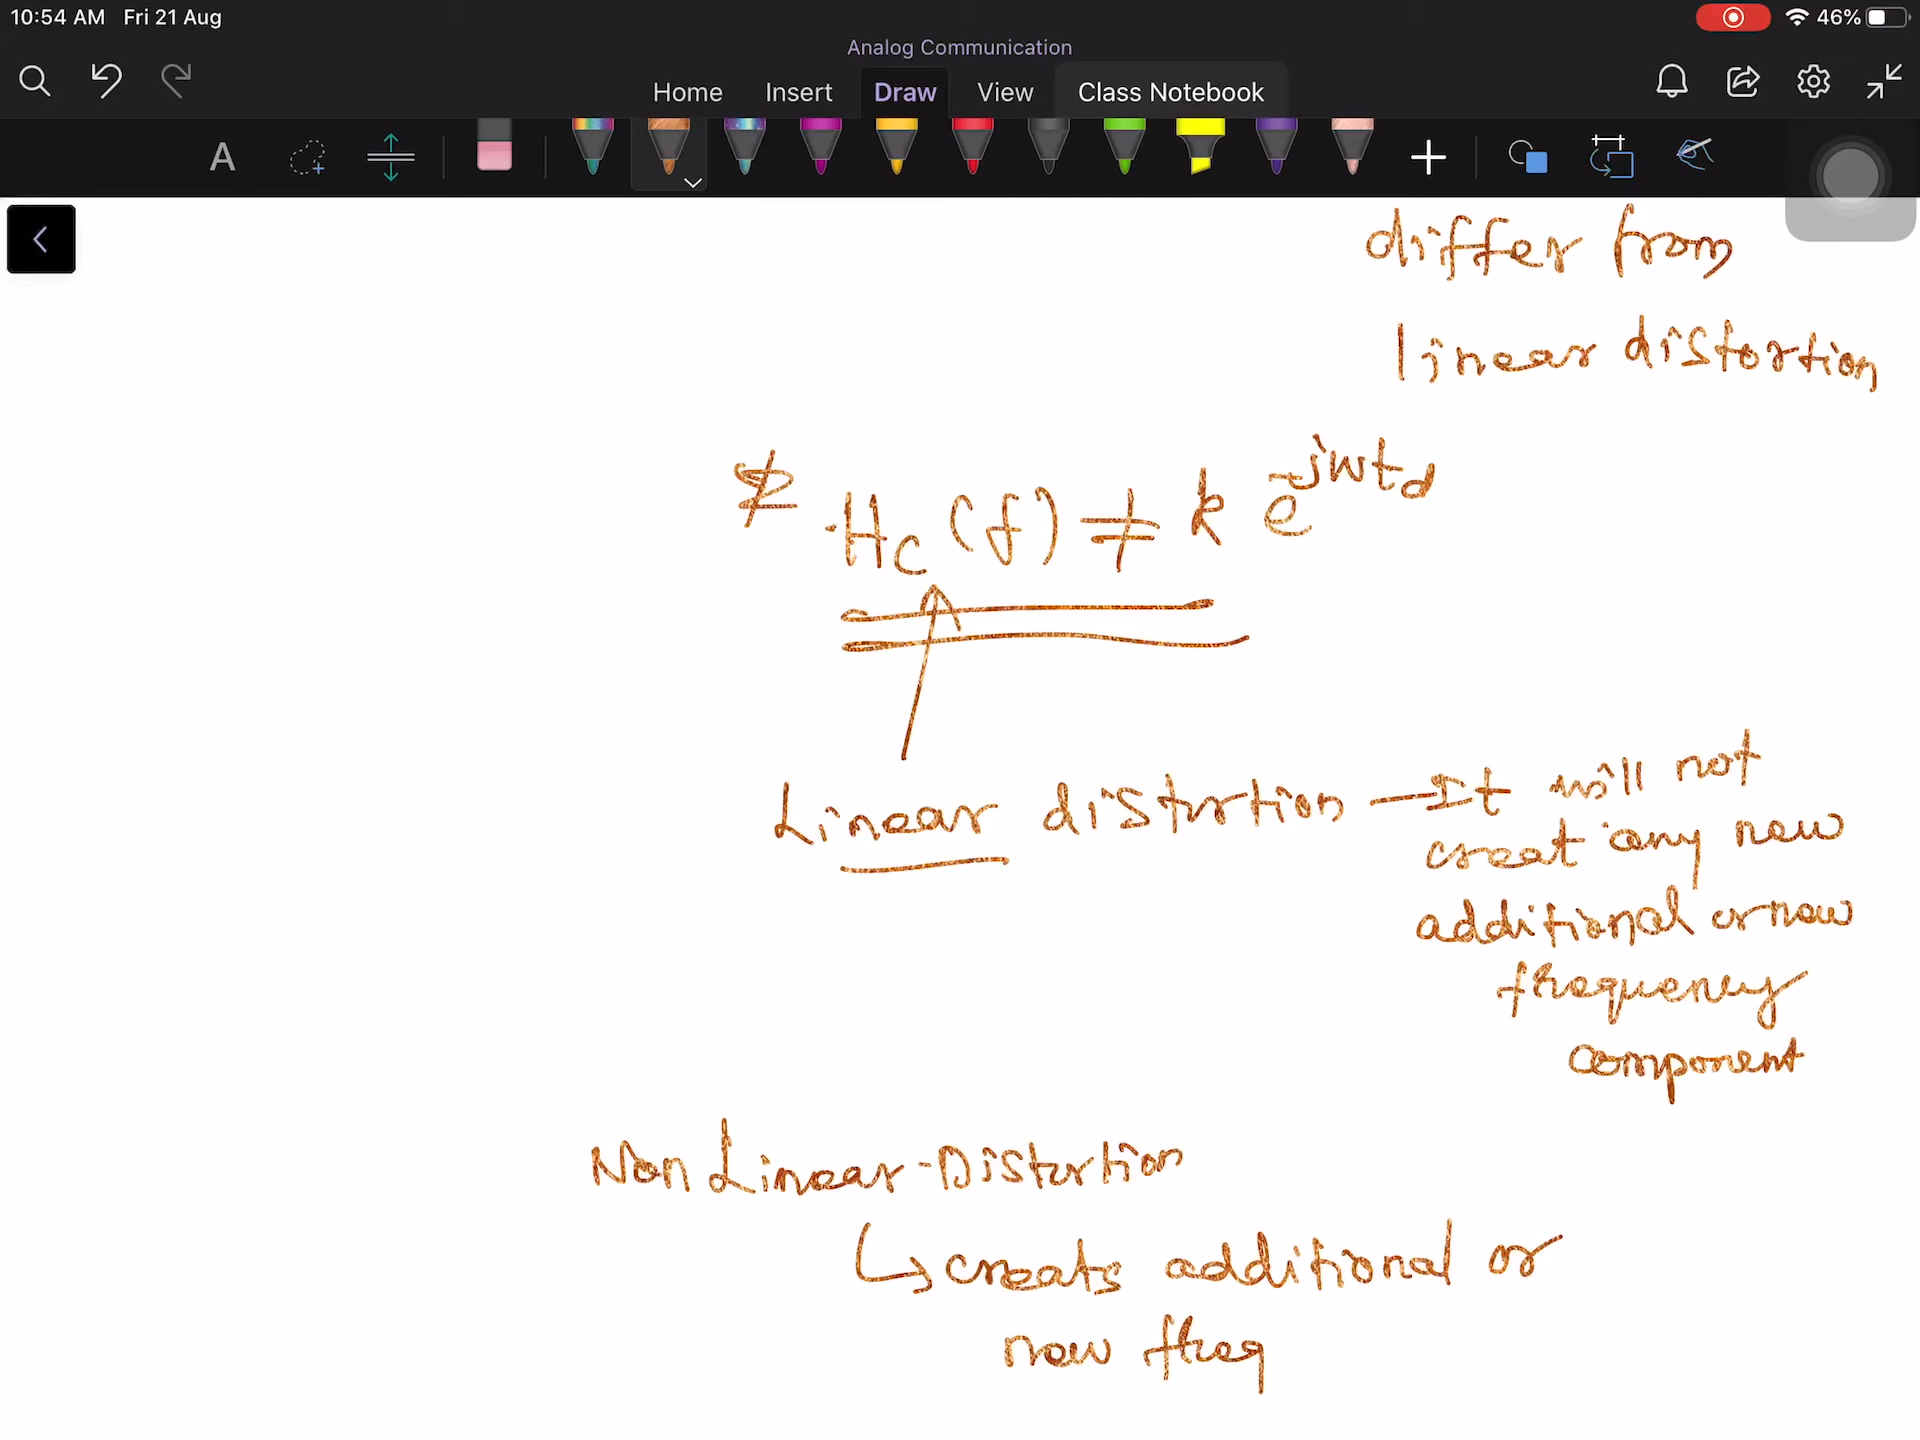 10:54 AM Fri 21 Aug
46%
Analog Communication
Home Insert Draw View Class Notebook
A
differ from
linear distortion
Hc (f) ≠ k e^-jwtd
Linear distortion — It will not
creat any new
additional or new
frequency
component
Non Linear - Distortion
↳ creats additional or
new freq